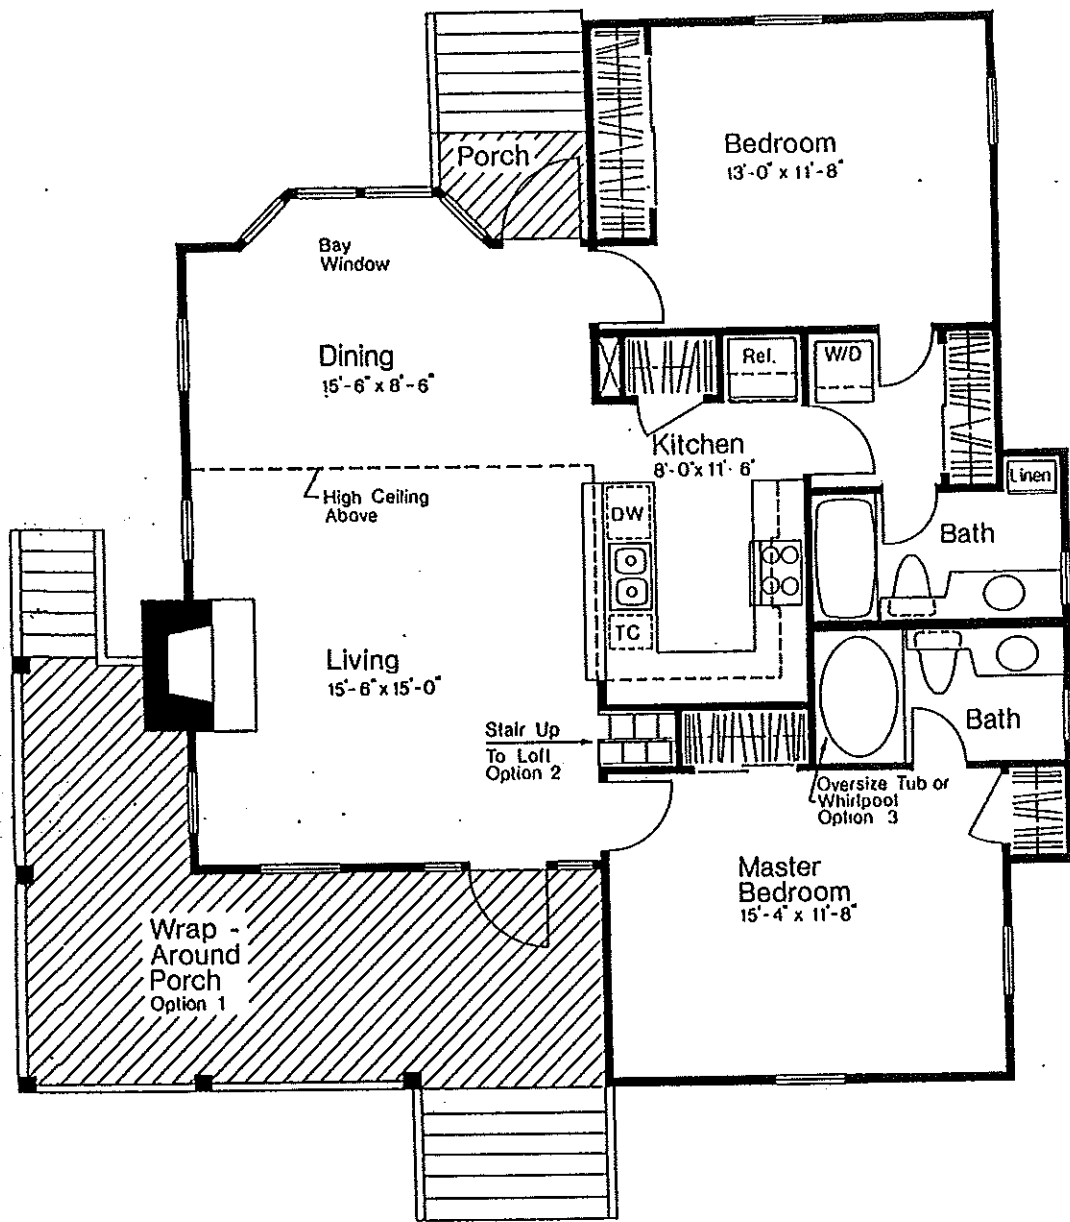 Porch
Bedroom
13'-0" x 11'-8"
Bay
Window
Dining
15'-6" x 8'-6"
Ref.
W/D
Kitchen
8'-0" x 11'-6"
High Ceiling
Above
Linen
DW
Bath
TC
Living
15'-6" x 15'-0"
Stair Up
To Loft
Option 2
Bath
Oversize Tub or
Whirlpool
Option 3
Master
Bedroom
15'-4" x 11'-8"
Wrap -
Around
Porch
Option 1